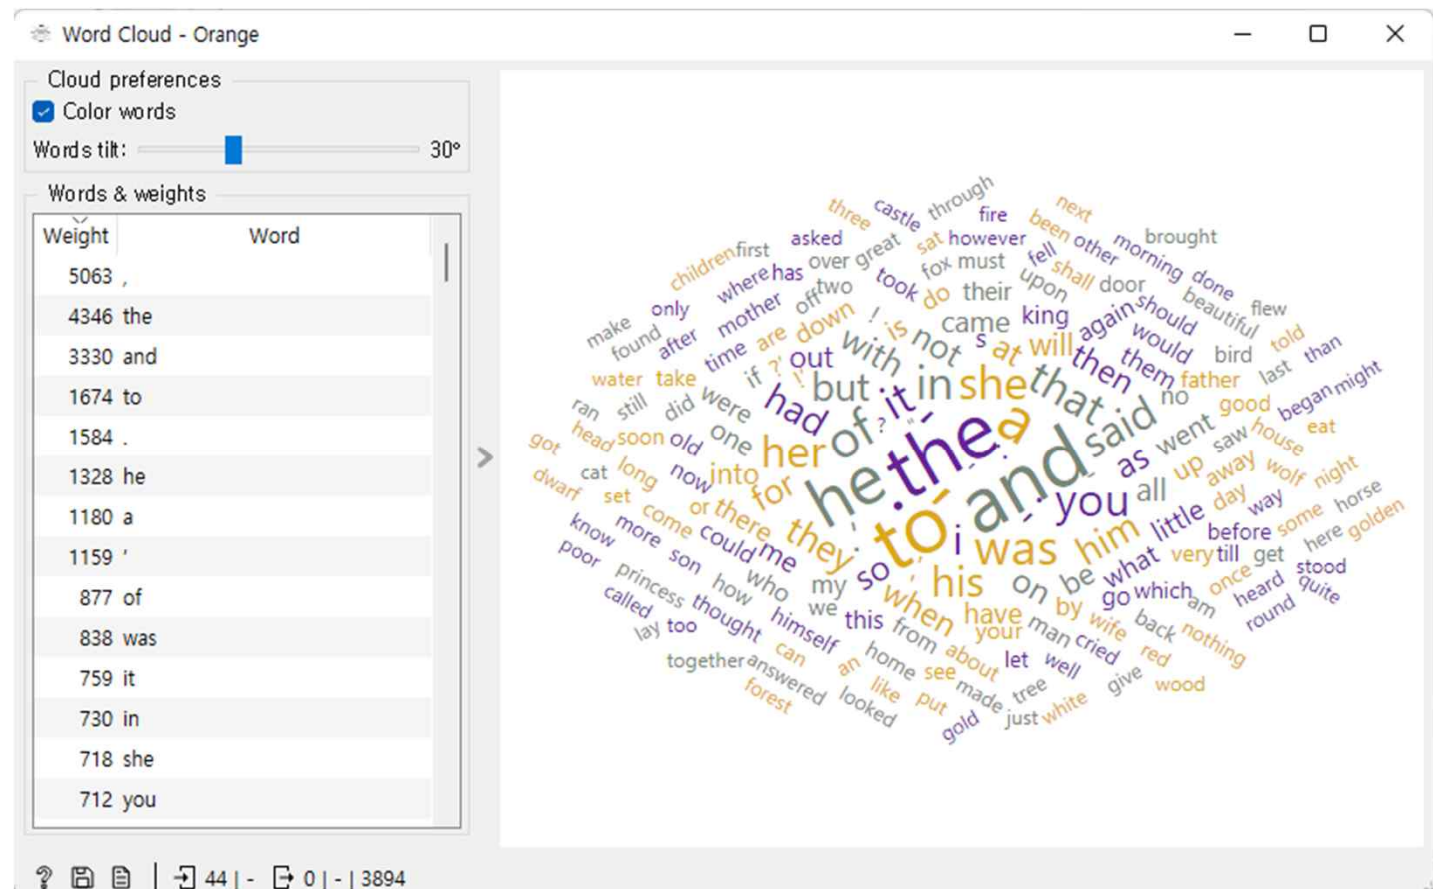 Word Cloud - Orange
Cloud preferences
Color words
Words tilt: 30°
Words & weights
Weight Word
5063 ,
4346 the
3330 and
1674 to
1584 .
1328 he
1180 a
1159 '
877 of
838 was
759 it
730 in
718 she
712 you
44 | - 0 | - | 3894
three castle through fire next
been other morning brought
children first asked over great sat however fell shall door done
where has off two took fox must upon beautiful flew
make only mother do their again should told
found after time are down ! is not came king would bird last than
water take if ?' !' out with s at will then them father
ran still did were had but it in she that no good began might
got head soon old one her of ? " the a said went saw house eat
cat long now into he and as up away wolf night
dwarf set or there for to you all day way horse
know come could they i was him little before some golden
poor more son me so his on be what very till get here
princess how who my when have by go which once stood
called thought himself we this from your man wife am heard quite
lay too can home about let cried back round
together answered an see well red nothing
forest looked like put made tree give wood
gold just white